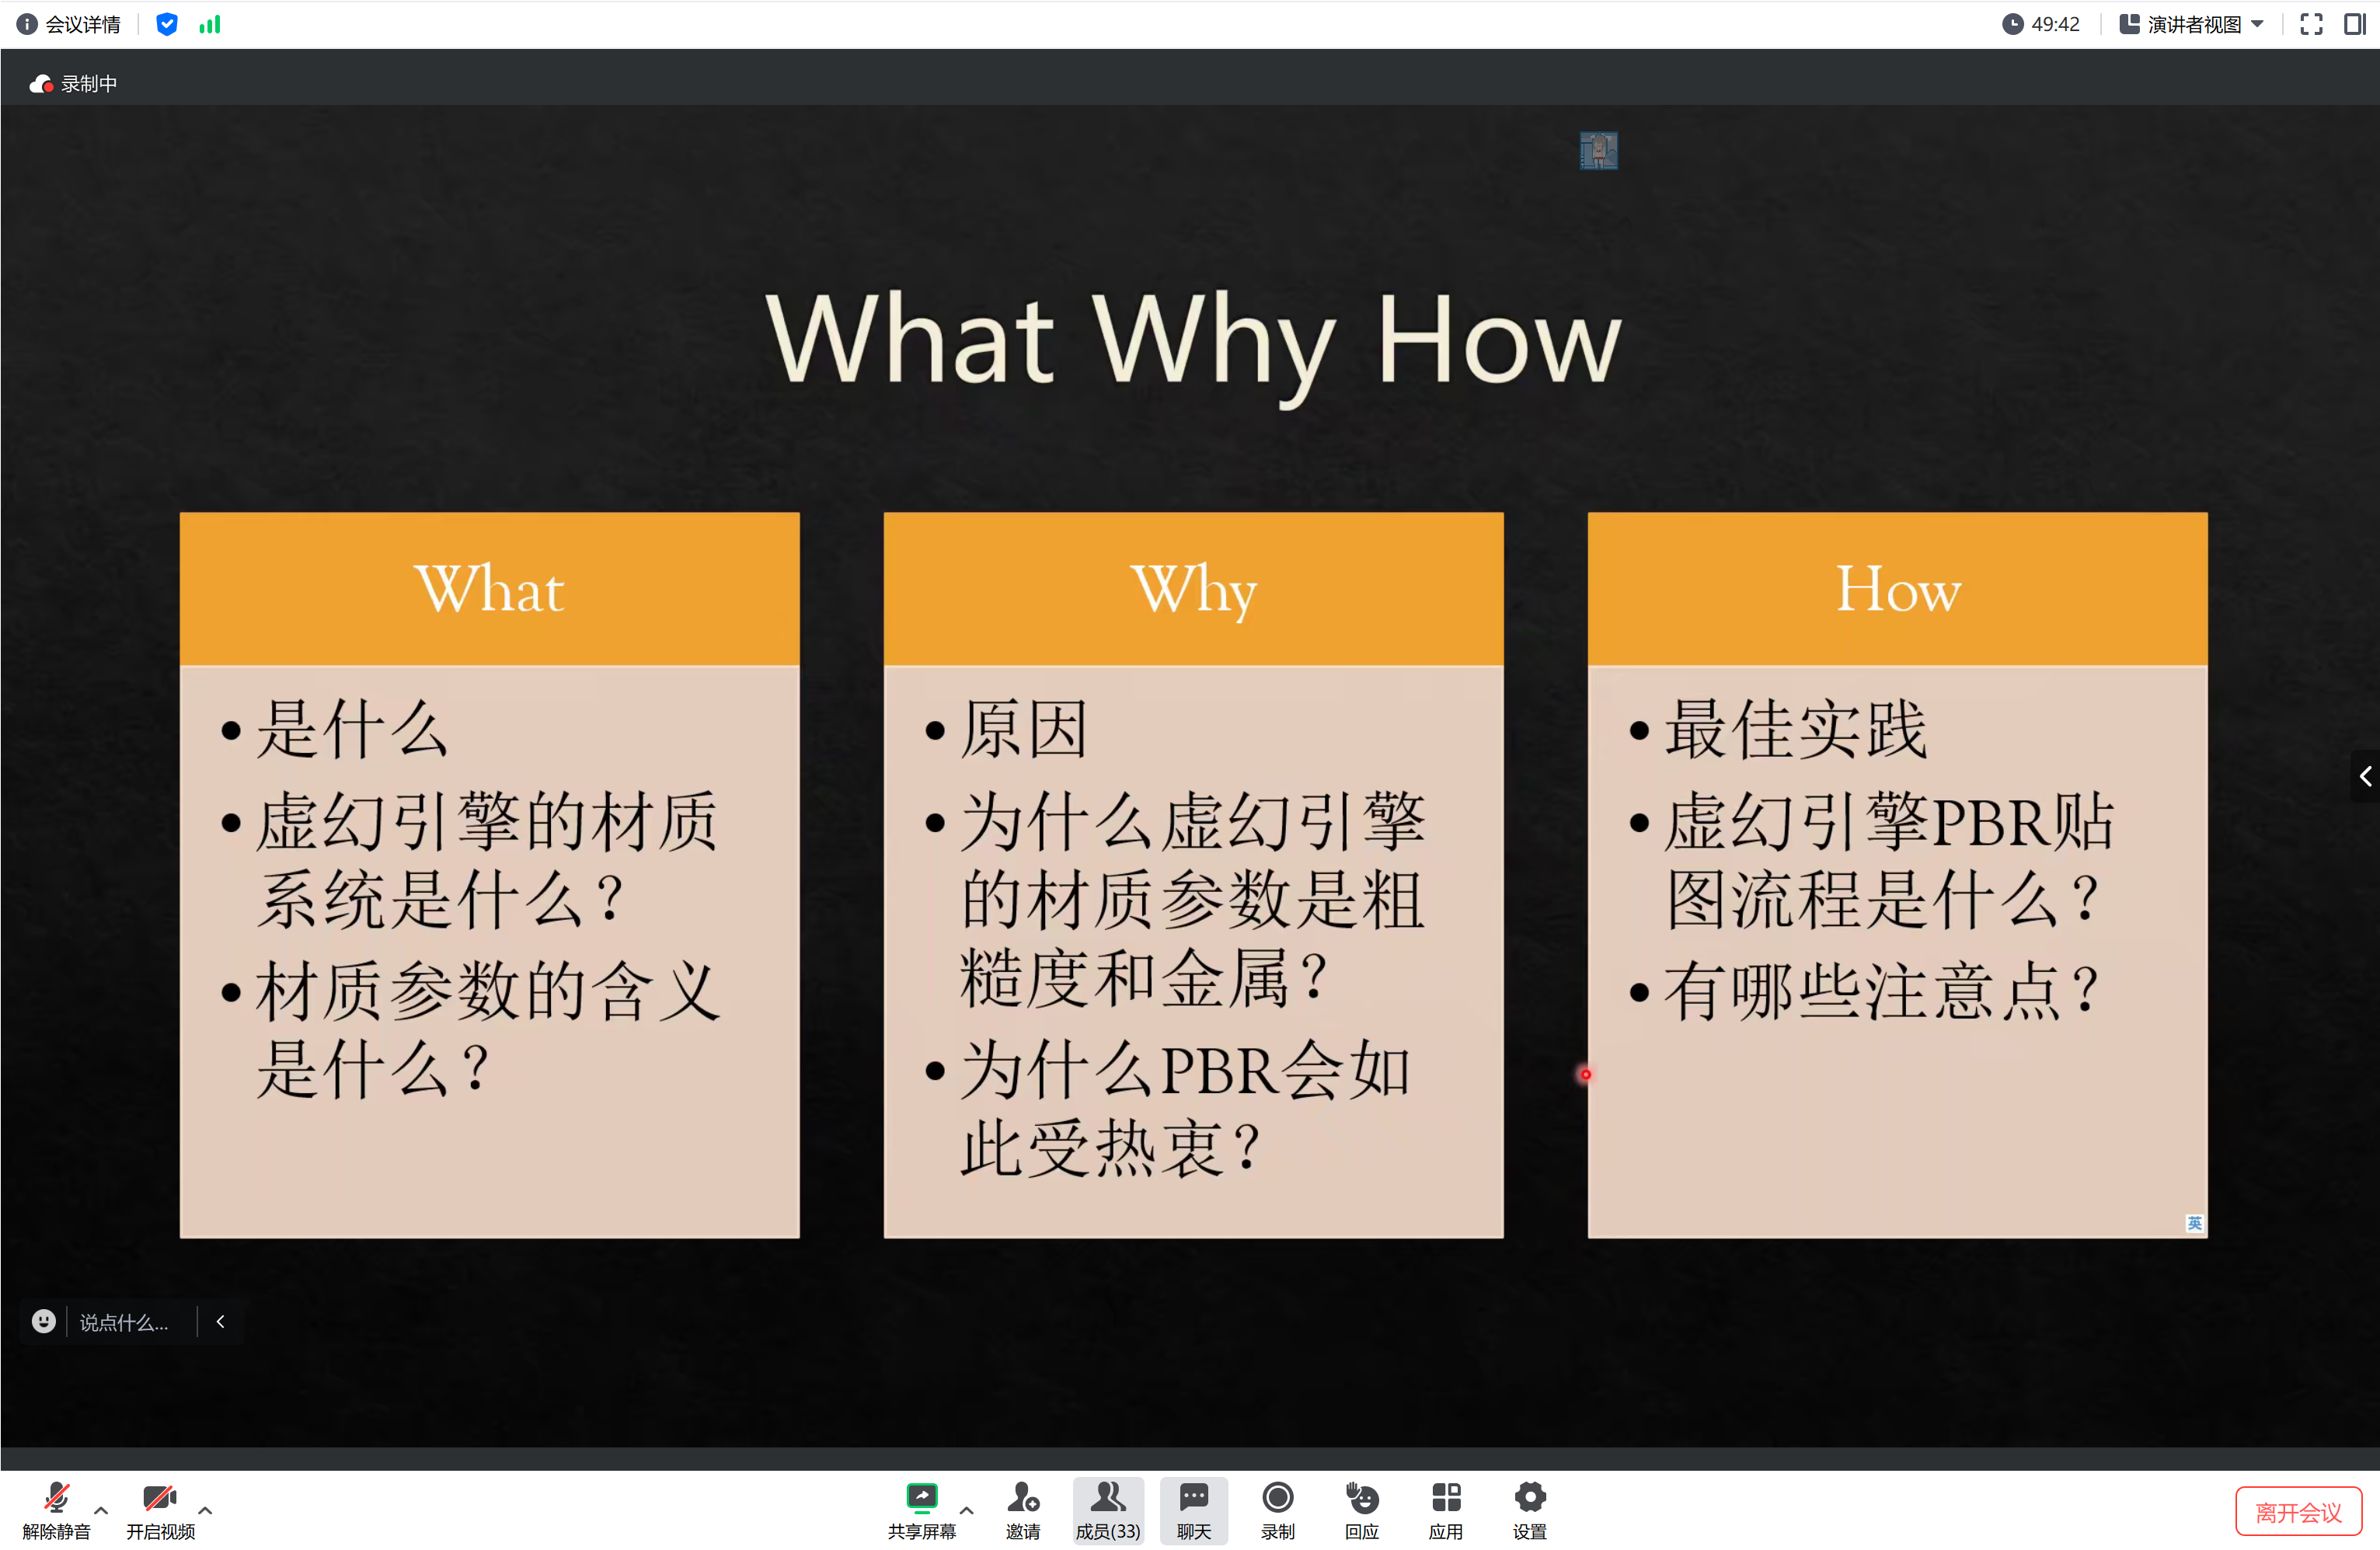 会议详情
49:42
演讲者视图
录制中
What Why How
What
是什么
虚幻引擎的材质
系统是什么？
材质参数的含义
是什么？
Why
原因
为什么虚幻引擎
的材质参数是粗
糙度和金属？
为什么PBR会如
此受热衷？
How
最佳实践
虚幻引擎PBR贴
图流程是什么？
有哪些注意点？
英
说点什么...
解除静音
开启视频
共享屏幕
邀请
成员(33)
聊天
录制
回应
应用
设置
离开会议